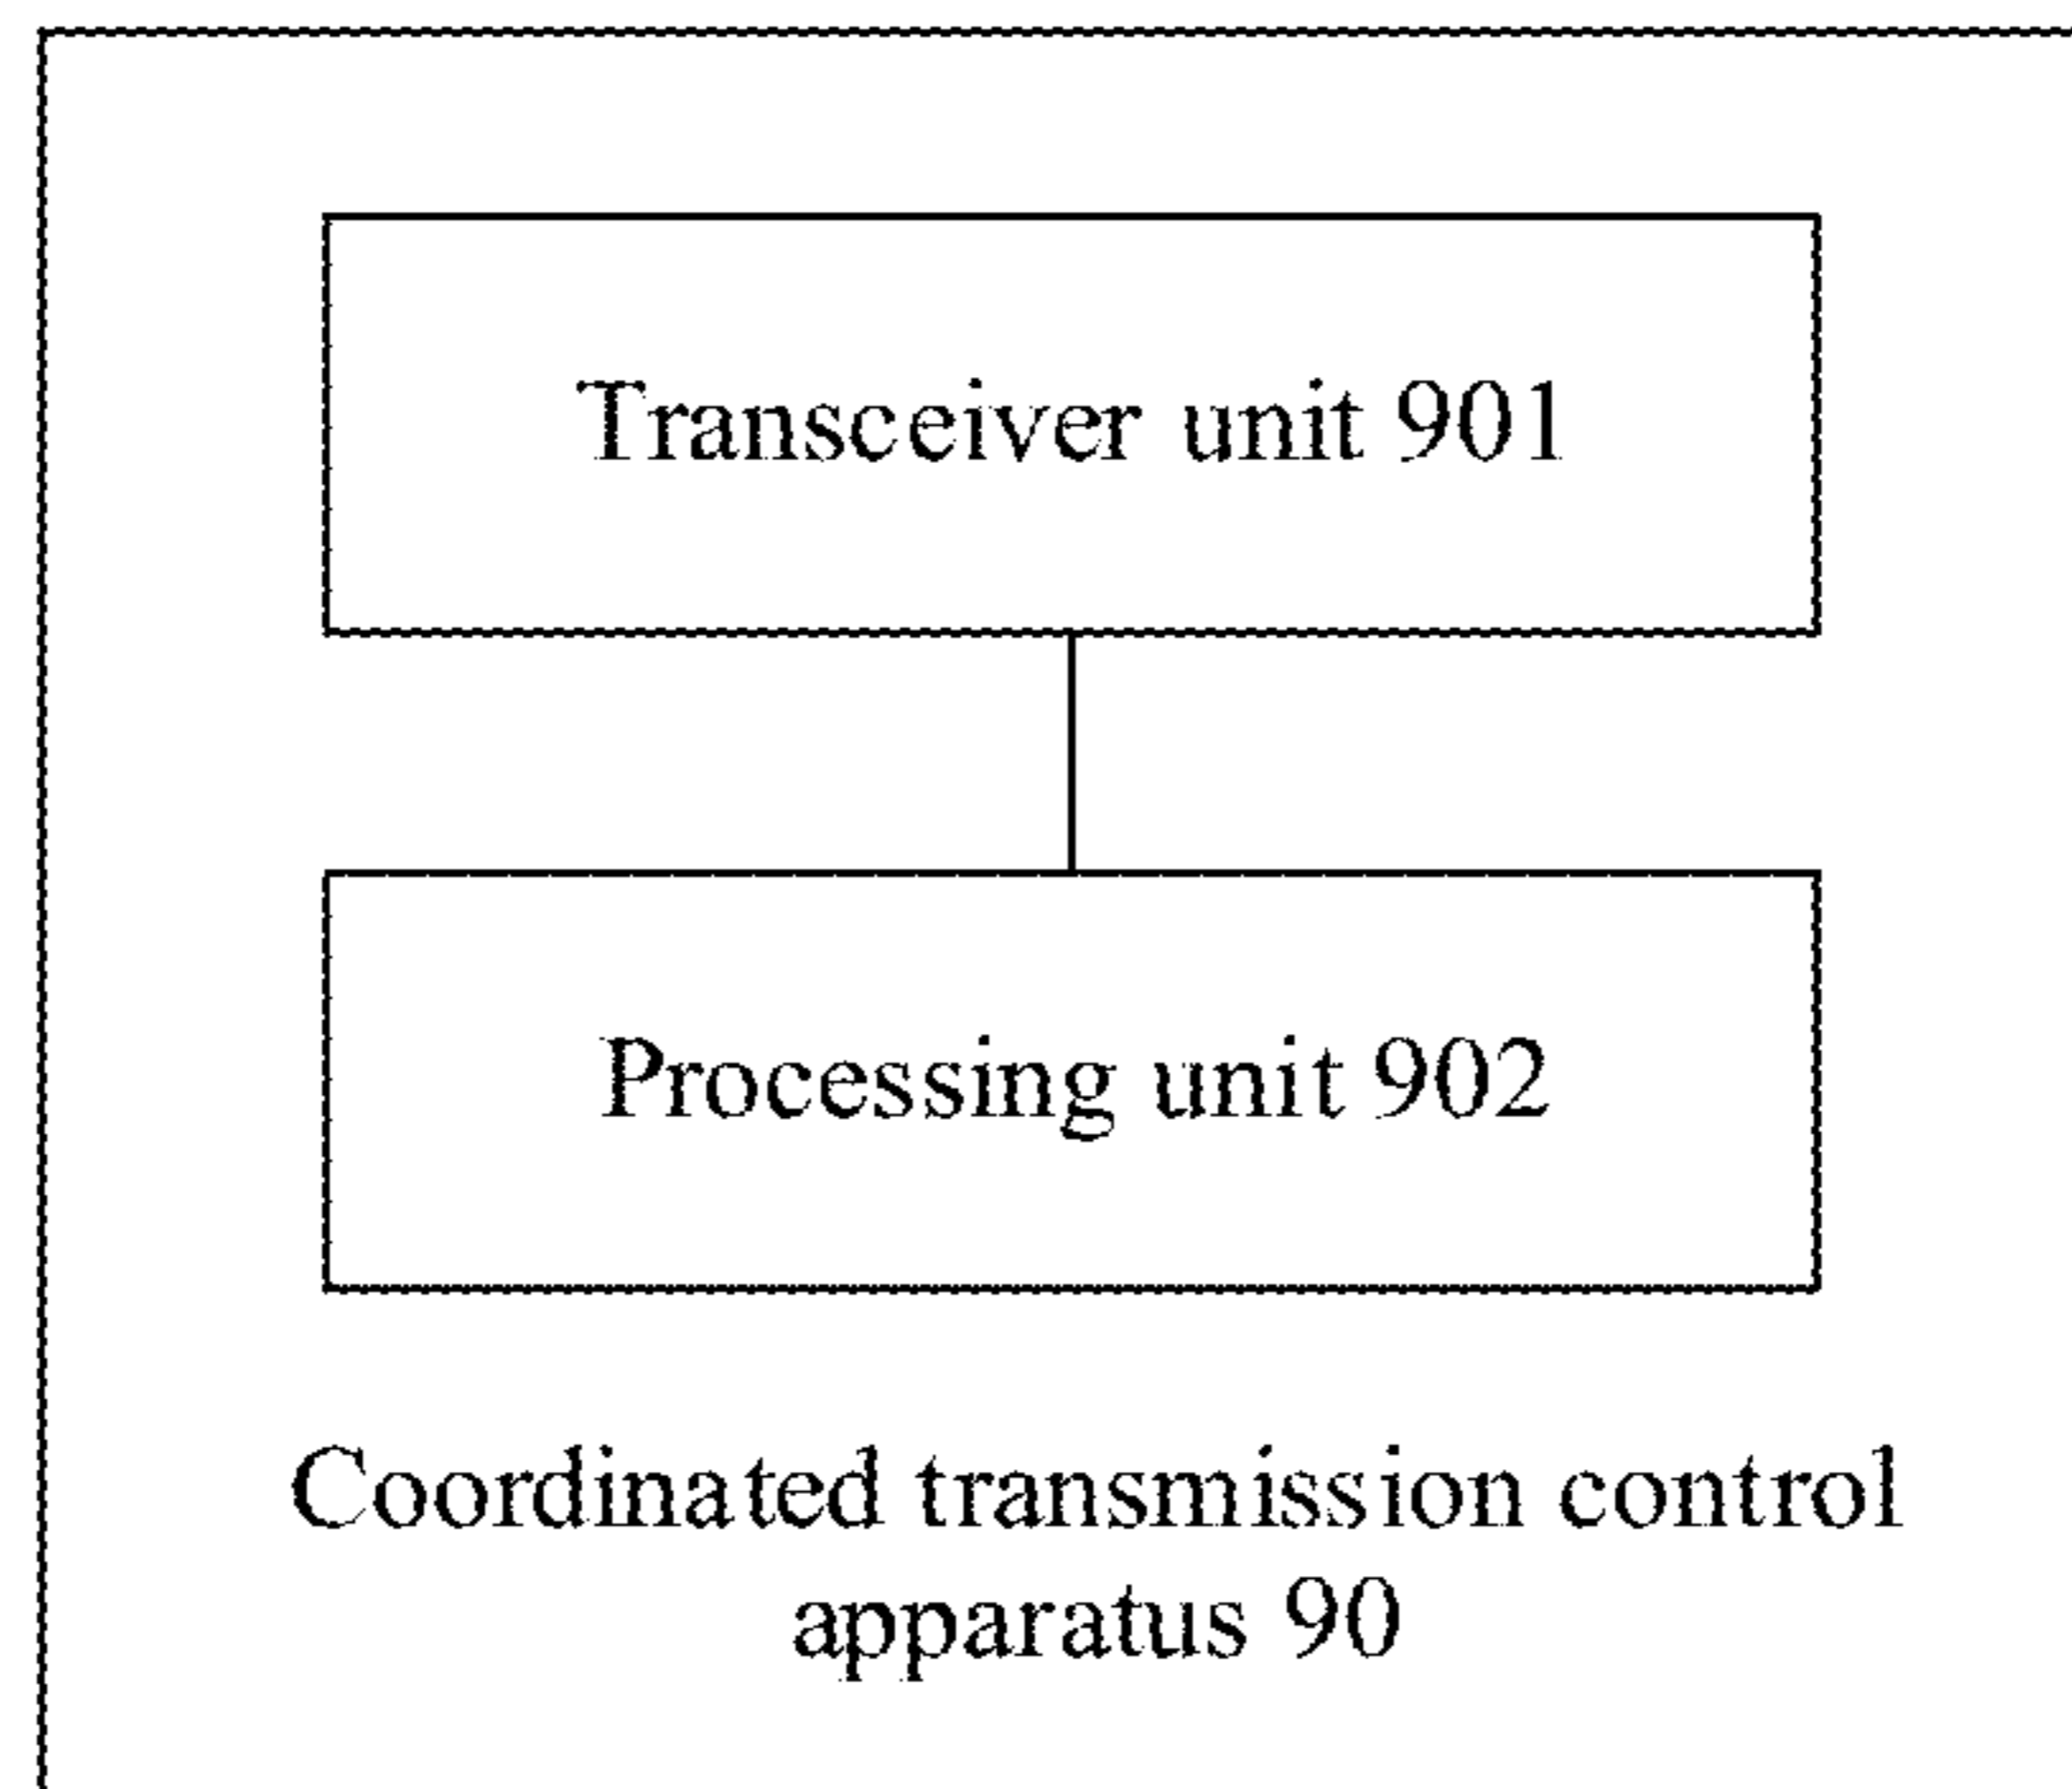 Transceiver unit 901
Processing unit 902
Coordinated transmission control
apparatus 90